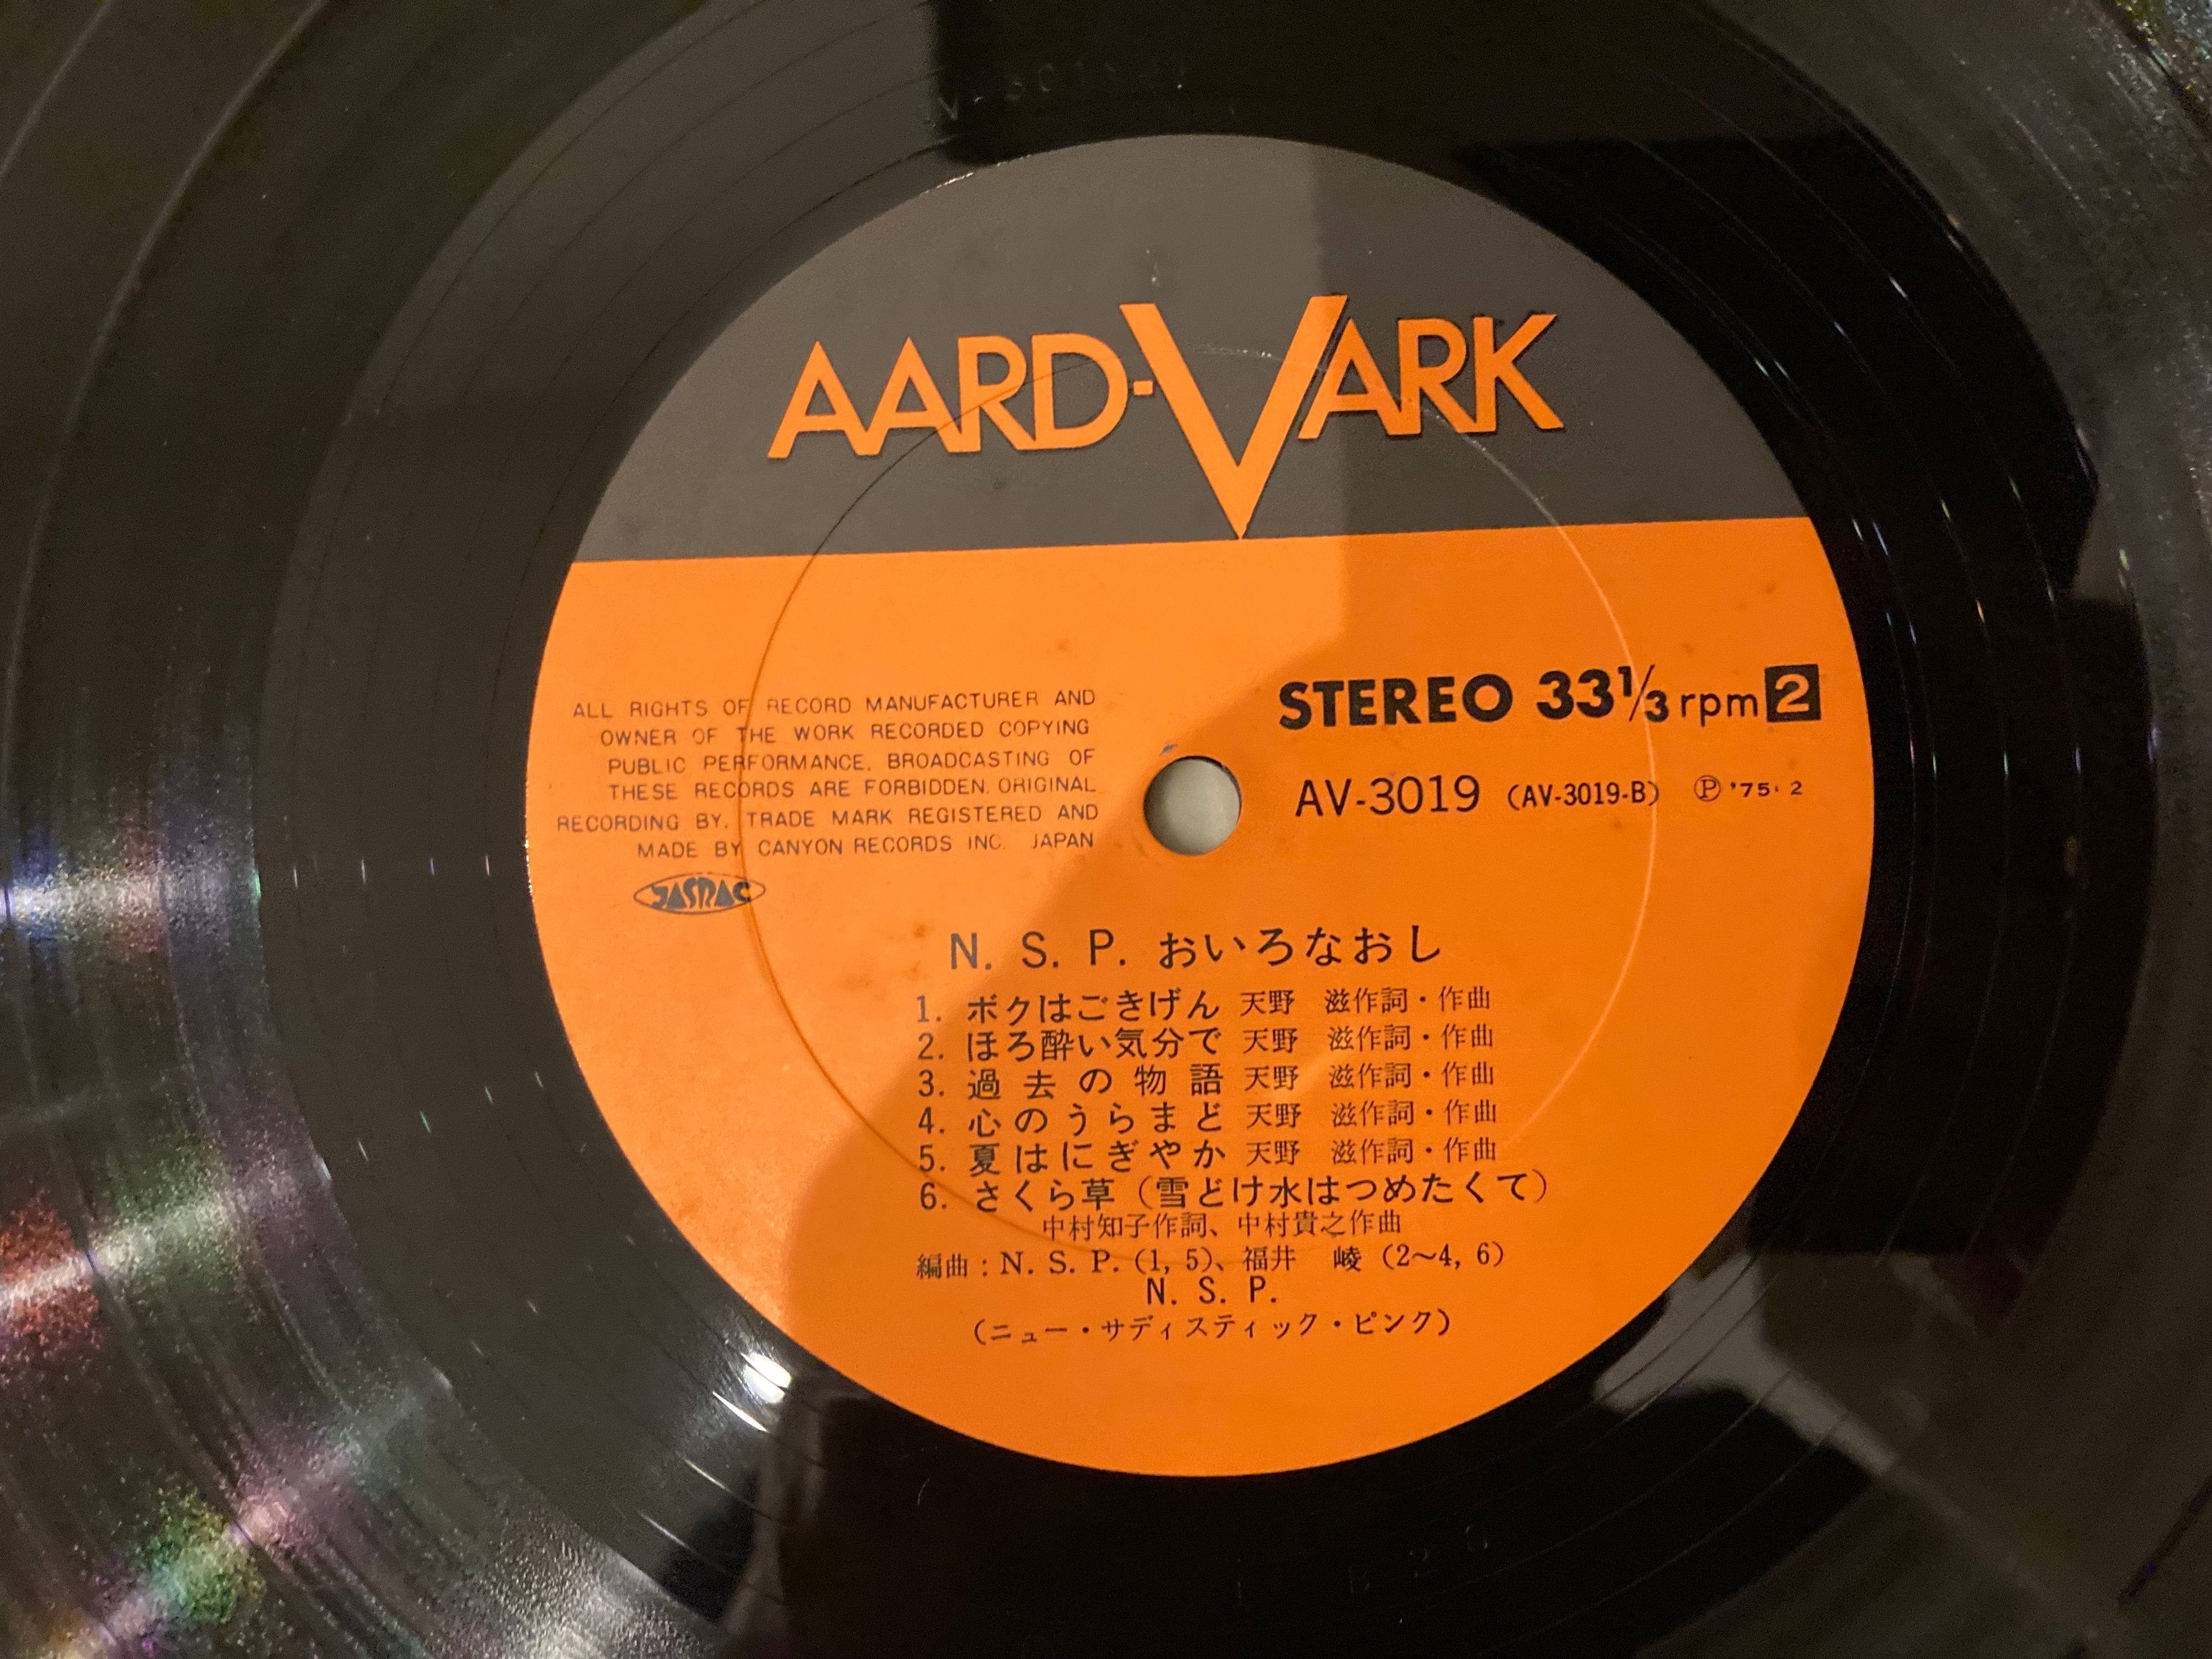 AARD-VARK
ALL RIGHTS OF RECORD MANUFACTURER AND
OWNER OF THE WORK RECORDED COPYING
PUBLIC PERFORMANCE. BROADCASTING OF
THESE RECORDS ARE FORBIDDEN. ORIGINAL
RECORDING BY. TRADE MARK REGISTERED AND
MADE BY CANYON RECORDS INC. JAPAN
JASRAC
STEREO 33⅓ rpm 2
AV-3019 (AV-3019-B) Ⓟ '75・2
N. S. P. おいろなおし
1. ボクはごきげん 天野 滋作詞・作曲
2. ほろ酔い気分で 天野 滋作詞・作曲
3. 過去の物語 天野 滋作詞・作曲
4. 心のうらまど 天野 滋作詞・作曲
5. 夏はにぎやか 天野 滋作詞・作曲
6. さくら草（雪どけ水はつめたくて）
中村知子作詞、中村貴之作曲
編曲：N. S. P. (1, 5)、福井 崚 (2〜4, 6)
N. S. P.
（ニュー・サディスティック・ピンク）